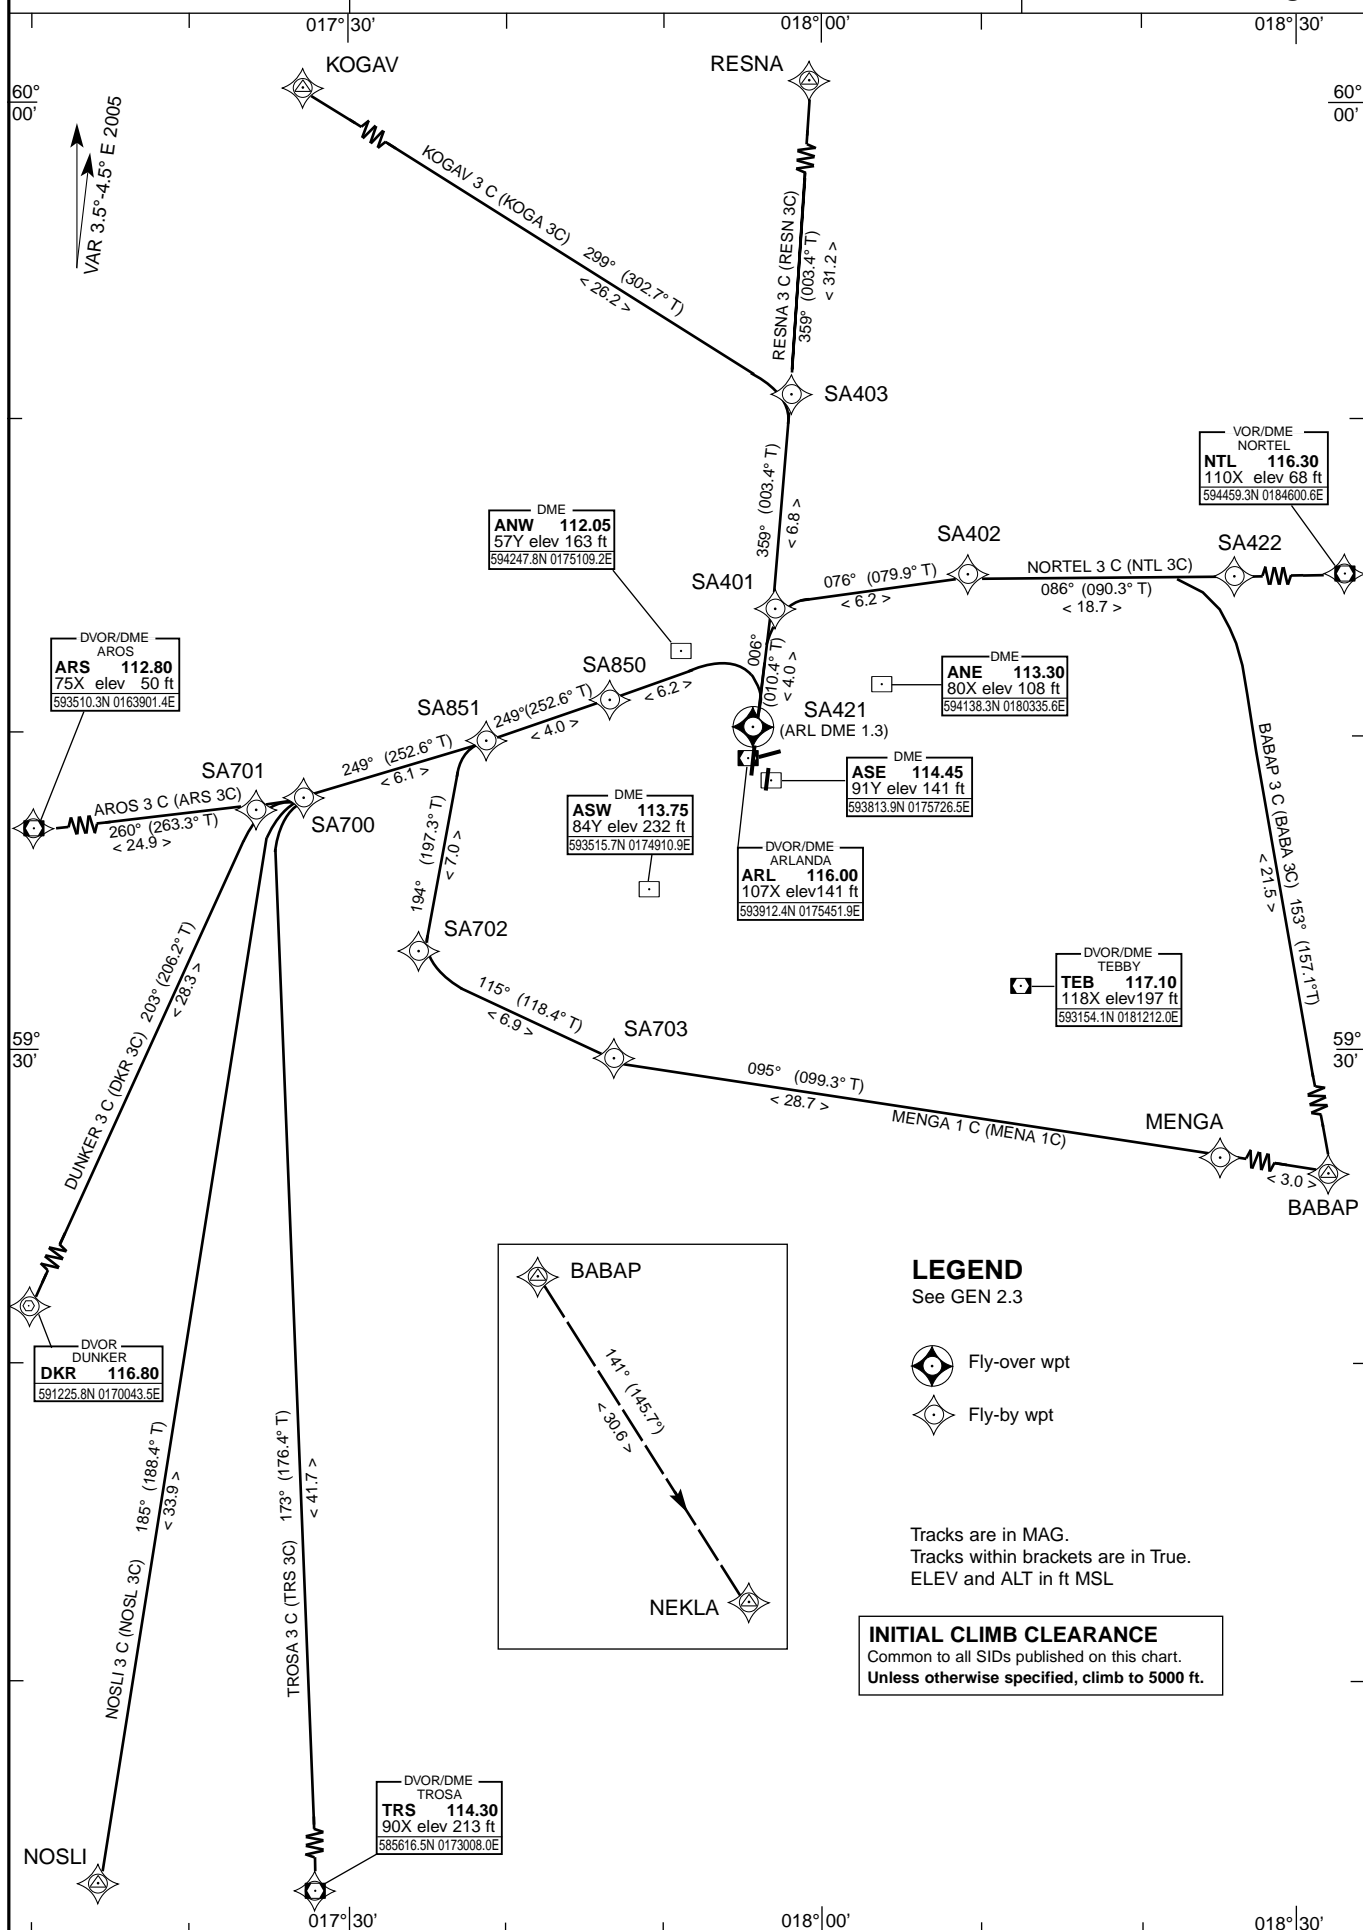 017°30'
018°00'
018°30'
KOGAV
RESNA
60°
00'
60°
00'
VAR 3.5°-4.5° E 2005
KOGAV 3 C (KOGA 3C) 299° (302.7° T)
< 26.2 >
RESNA 3 C (RESN 3C)
359° (003.4° T)
< 31.2 >
SA403
VOR/DME
NORTEL
NTL 116.30
110X elev 68 ft
594459.3N 0184600.6E
359° (003.4° T)
< 6.8 >
DME
ANW 112.05
57Y elev 163 ft
594247.8N 0175109.2E
SA402
SA422
NORTEL 3 C (NTL 3C)
086° (090.3° T)
< 18.7 >
SA401
076° (079.9° T)
< 6.2 >
006°
(010.4° T)
< 4.0 >
DVOR/DME
AROS
ARS 112.80
75X elev 50 ft
593510.3N 0163901.4E
SA850
< 6.2 >
DME
ANE 113.30
80X elev 108 ft
594138.3N 0180335.6E
SA851
249°(252.6° T)
< 4.0 >
SA421
(ARL DME 1.3)
249° (252.6° T)
< 6.1 >
SA701
SA700
AROS 3 C (ARS 3C)
260° (263.3° T)
< 24.9 >
DME
ASE 114.45
91Y elev 141 ft
593813.9N 0175726.5E
DME
ASW 113.75
84Y elev 232 ft
593515.7N 0174910.9E
DVOR/DME
ARLANDA
ARL 116.00
107X elev141 ft
593912.4N 0175451.9E
BABAP 3 C (BABA 3C) 153° (157.1°T)
< 21.5 >
194° (197.3° T)
< 7.0 >
SA702
DUNKER 3 C (DKR 3C) 203° (206.2° T)
< 28.3 >
115° (118.4° T)
< 6.9 >
DVOR/DME
TEBBY
TEB 117.10
118X elev197 ft
593154.1N 0181212.0E
SA703
59°
30'
59°
30'
095° (099.3° T)
< 28.7 >
MENGA 1 C (MENA 1C)
MENGA
< 3.0 >
BABAP
BABAP
141° (145.7°)
< 30.6 >
NEKLA
LEGEND
See GEN 2.3
Fly-over wpt
Fly-by wpt
DVOR
DUNKER
DKR 116.80
591225.8N 0170043.5E
NOSLI 3 C (NOSL 3C) 185° (188.4° T)
< 33.9 >
TROSA 3 C (TRS 3C) 173° (176.4° T)
< 41.7 >
Tracks are in MAG.
Tracks within brackets are in True.
ELEV and ALT in ft MSL
INITIAL CLIMB CLEARANCE
Common to all SIDs published on this chart.
Unless otherwise specified, climb to 5000 ft.
DVOR/DME
TROSA
TRS 114.30
90X elev 213 ft
585616.5N 0173008.0E
NOSLI
017°30'
018°00'
018°30'